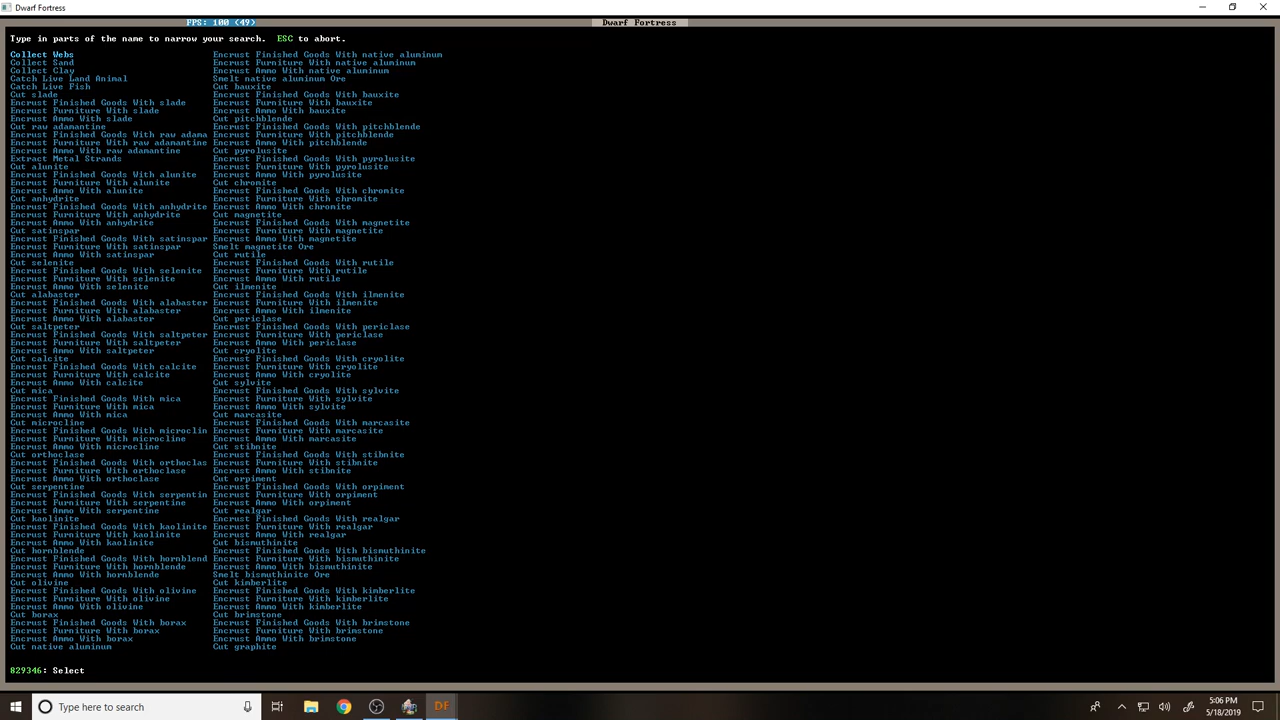 Dwarf Fortress
FPS: 100 (49)
Dwarf Fortress
Type in parts of the name to narrow your search. ESC to abort.
Collect Webs
Collect Sand
Collect Clay
Catch Live Land Animal
Catch Live Fish
Cut slade
Encrust Finished Goods With slade
Encrust Furniture With slade
Encrust Ammo With slade
Cut raw adamantine
Encrust Finished Goods With raw adama
Encrust Furniture With raw adamantine
Encrust Ammo With raw adamantine
Extract Metal Strands
Cut alunite
Encrust Finished Goods With alunite
Encrust Furniture With alunite
Encrust Ammo With alunite
Cut anhydrite
Encrust Finished Goods With anhydrite
Encrust Furniture With anhydrite
Encrust Ammo With anhydrite
Cut satinspar
Encrust Finished Goods With satinspar
Encrust Furniture With satinspar
Encrust Ammo With satinspar
Cut selenite
Encrust Finished Goods With selenite
Encrust Furniture With selenite
Encrust Ammo With selenite
Cut alabaster
Encrust Finished Goods With alabaster
Encrust Furniture With alabaster
Encrust Ammo With alabaster
Cut saltpeter
Encrust Finished Goods With saltpeter
Encrust Furniture With saltpeter
Encrust Ammo With saltpeter
Cut calcite
Encrust Finished Goods With calcite
Encrust Furniture With calcite
Encrust Ammo With calcite
Cut mica
Encrust Finished Goods With mica
Encrust Furniture With mica
Encrust Ammo With mica
Cut microcline
Encrust Finished Goods With microclin
Encrust Furniture With microcline
Encrust Ammo With microcline
Cut orthoclase
Encrust Finished Goods With orthoclas
Encrust Furniture With orthoclase
Encrust Ammo With orthoclase
Cut serpentine
Encrust Finished Goods With serpentin
Encrust Furniture With serpentine
Encrust Ammo With serpentine
Cut kaolinite
Encrust Finished Goods With kaolinite
Encrust Furniture With kaolinite
Encrust Ammo With kaolinite
Cut hornblende
Encrust Finished Goods With hornblend
Encrust Furniture With hornblende
Encrust Ammo With hornblende
Cut olivine
Encrust Finished Goods With olivine
Encrust Furniture With olivine
Encrust Ammo With olivine
Cut borax
Encrust Finished Goods With borax
Encrust Furniture With borax
Encrust Ammo With borax
Cut native aluminum
Encrust Finished Goods With native aluminum
Encrust Furniture With native aluminum
Encrust Ammo With native aluminum
Smelt native aluminum Ore
Cut bauxite
Encrust Finished Goods With bauxite
Encrust Furniture With bauxite
Encrust Ammo With bauxite
Cut pitchblende
Encrust Finished Goods With pitchblende
Encrust Furniture With pitchblende
Encrust Ammo With pitchblende
Cut pyrolusite
Encrust Finished Goods With pyrolusite
Encrust Furniture With pyrolusite
Encrust Ammo With pyrolusite
Cut chromite
Encrust Finished Goods With chromite
Encrust Furniture With chromite
Encrust Ammo With chromite
Cut magnetite
Encrust Finished Goods With magnetite
Encrust Furniture With magnetite
Encrust Ammo With magnetite
Smelt magnetite Ore
Cut rutile
Encrust Finished Goods With rutile
Encrust Furniture With rutile
Encrust Ammo With rutile
Cut ilmenite
Encrust Finished Goods With ilmenite
Encrust Furniture With ilmenite
Encrust Ammo With ilmenite
Cut periclase
Encrust Finished Goods With periclase
Encrust Furniture With periclase
Encrust Ammo With periclase
Cut cryolite
Encrust Finished Goods With cryolite
Encrust Furniture With cryolite
Encrust Ammo With cryolite
Cut sylvite
Encrust Finished Goods With sylvite
Encrust Furniture With sylvite
Encrust Ammo With sylvite
Cut marcasite
Encrust Finished Goods With marcasite
Encrust Furniture With marcasite
Encrust Ammo With marcasite
Cut stibnite
Encrust Finished Goods With stibnite
Encrust Furniture With stibnite
Encrust Ammo With stibnite
Cut orpiment
Encrust Finished Goods With orpiment
Encrust Furniture With orpiment
Encrust Ammo With orpiment
Cut realgar
Encrust Finished Goods With realgar
Encrust Furniture With realgar
Encrust Ammo With realgar
Cut bismuthinite
Encrust Finished Goods With bismuthinite
Encrust Furniture With bismuthinite
Encrust Ammo With bismuthinite
Smelt bismuthinite Ore
Cut kimberlite
Encrust Finished Goods With kimberlite
Encrust Furniture With kimberlite
Encrust Ammo With kimberlite
Cut brimstone
Encrust Finished Goods With brimstone
Encrust Furniture With brimstone
Encrust Ammo With brimstone
Cut graphite
829346: Select
Type here to search
DF
5:06 PM
5/18/2019